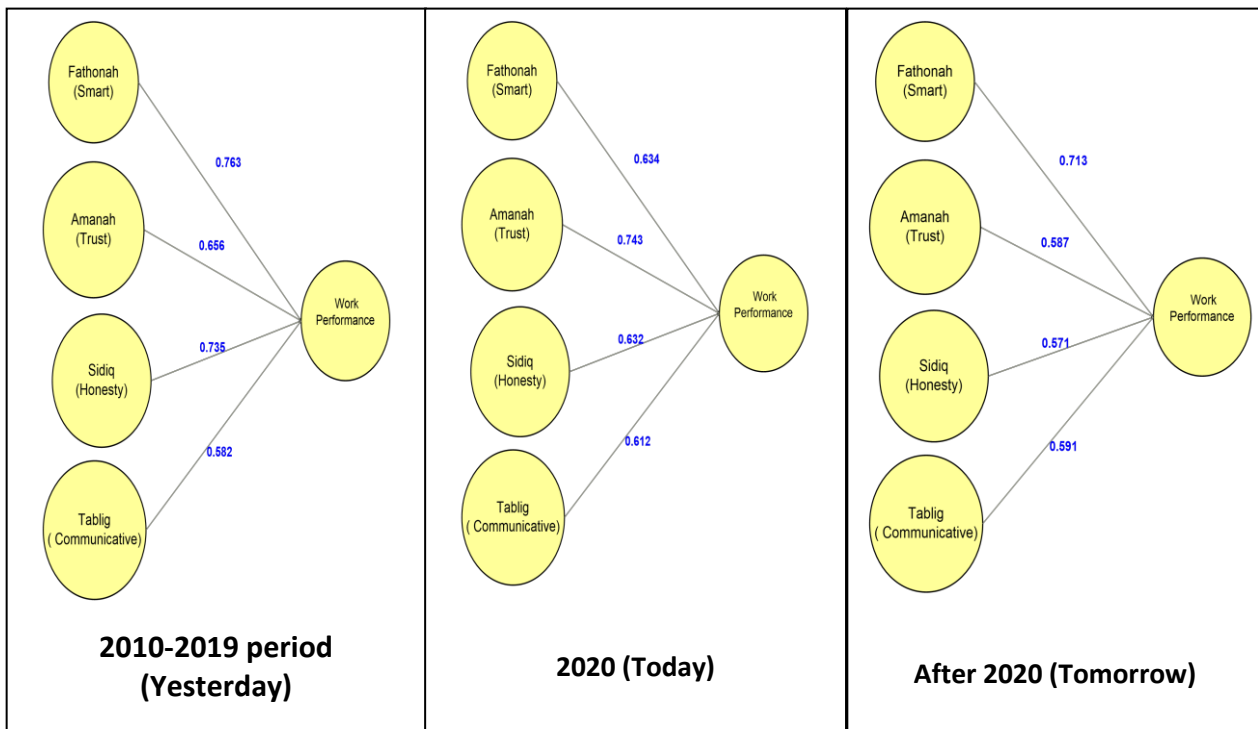 Fathonah
(Smart)
0.763
Amanah
(Trust)
0.656
Work
Performance
0.735
Sidiq
(Honesty)
0.582
Tablig
( Communicative)
2010-2019 period
(Yesterday)
Fathonah
(Smart)
0.634
Amanah
(Trust)
0.743
Work
Performance
0.632
Sidiq
(Honesty)
0.612
Tablig
( Communicative)
2020 (Today)
Fathonah
(Smart)
0.713
Amanah
(Trust)
0.587
Work
Performance
0.571
Sidiq
(Honesty)
0.591
Tablig
( Communicative)
After 2020 (Tomorrow)